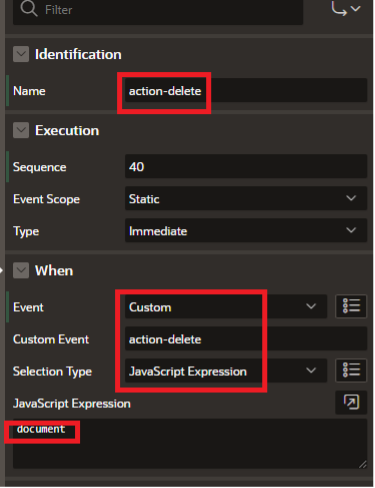 Filter
Identification
Name action-delete
Execution
Sequence 40
Event Scope Static
Type Immediate
When
Event Custom
Custom Event action-delete
Selection Type JavaScript Expression
JavaScript Expression
document